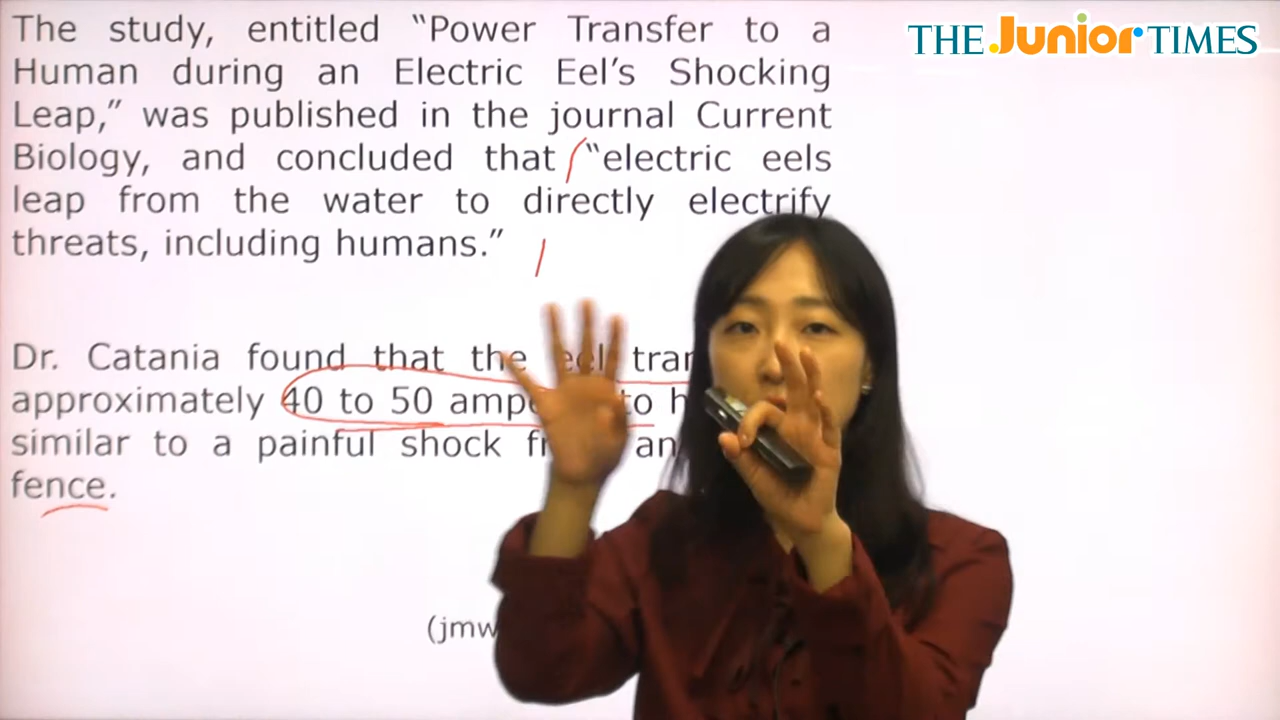 THE Junior TIMES
The study, entitled “Power Transfer to a
Human during an Electric Eel’s Shocking
Leap,” was published in the journal Current
Biology, and concluded that “electric eels
leap from the water to directly electrify
threats, including humans.”
Dr. Catania found that the
approximately 40 to 50 to
similar to a painful shock
fence.